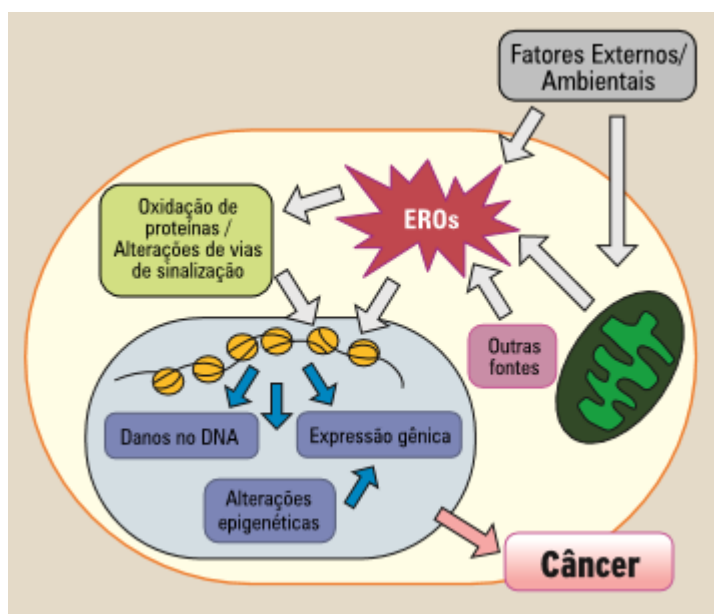 Fatores Externos/
Ambientais
EROs
Oxidação de
proteínas /
Alterações de vias
de sinalização
Outras
fontes
Danos no DNA
Expressão gênica
Alterações
epigenéticas
Câncer